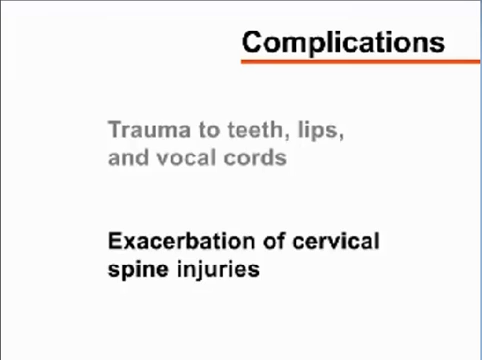 Complications
Trauma to teeth, lips,
and vocal cords
Exacerbation of cervical
spine injuries